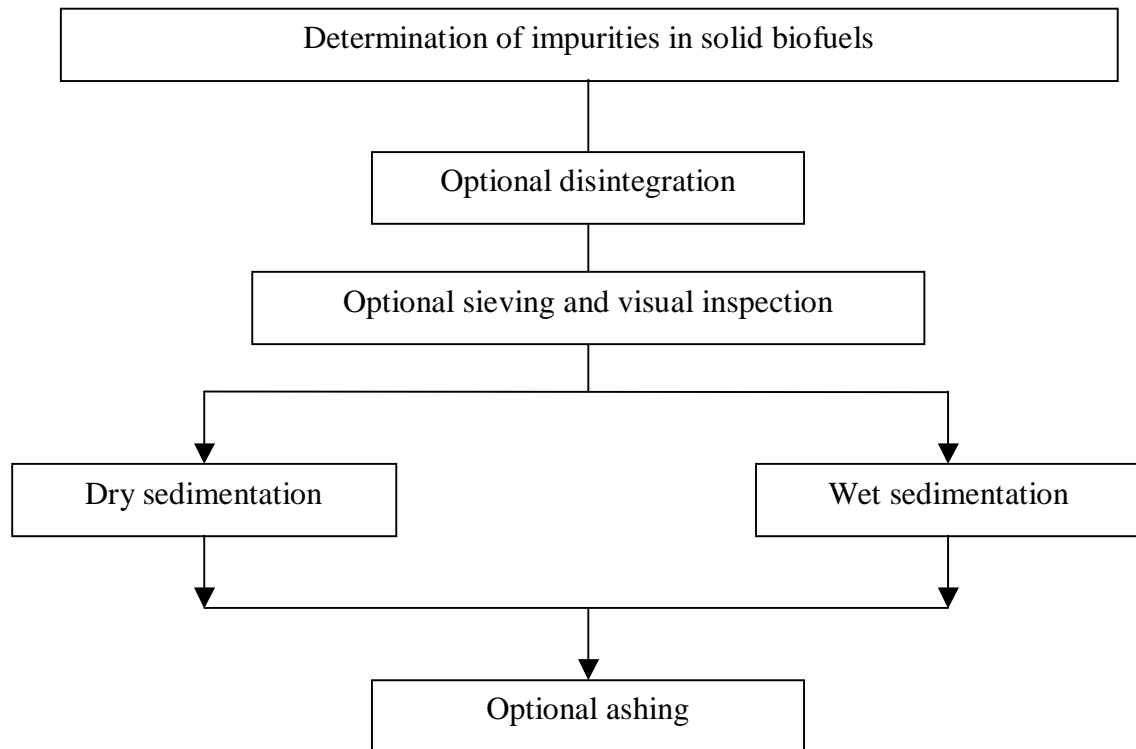 Determination of impurities in solid biofuels
Optional disintegration
Optional sieving and visual inspection
Dry sedimentation
Wet sedimentation
Optional ashing